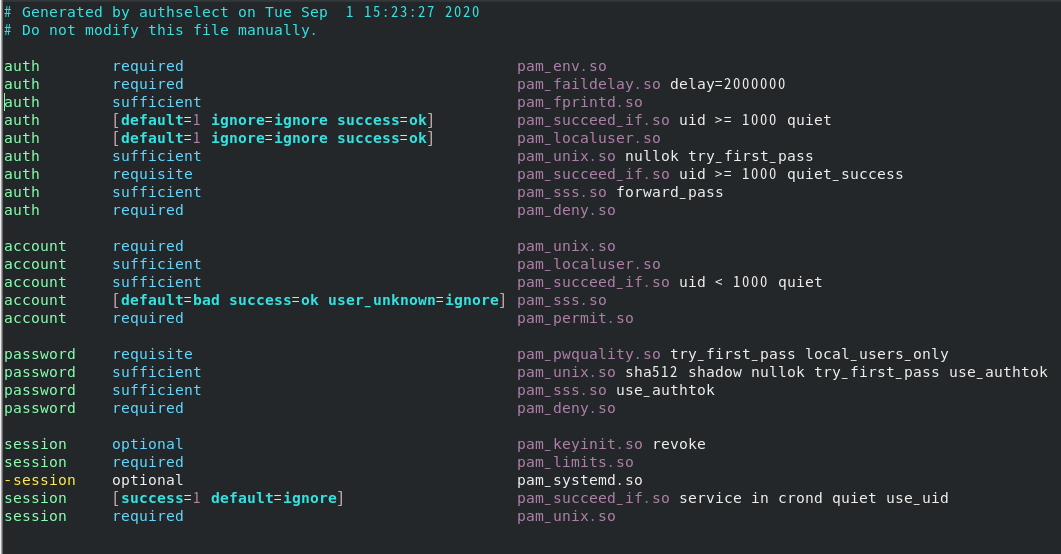 # Generated by authselect on Tue Sep  1 15:23:27 2020
# Do not modify this file manually.
auth        required                                     pam_env.so
auth        required                                     pam_faildelay.so delay=2000000
auth        sufficient                                   pam_fprintd.so
auth        [default=1 ignore=ignore success=ok]         pam_succeed_if.so uid >= 1000 quiet
auth        [default=1 ignore=ignore success=ok]         pam_localuser.so
auth        sufficient                                   pam_unix.so nullok try_first_pass
auth        requisite                                    pam_succeed_if.so uid >= 1000 quiet_success
auth        sufficient                                   pam_sss.so forward_pass
auth        required                                     pam_deny.so
account     required                                     pam_unix.so
account     sufficient                                   pam_localuser.so
account     sufficient                                   pam_succeed_if.so uid < 1000 quiet
account     [default=bad success=ok user_unknown=ignore] pam_sss.so
account     required                                     pam_permit.so
password    requisite                                    pam_pwquality.so try_first_pass local_users_only
password    sufficient                                   pam_unix.so sha512 shadow nullok try_first_pass use_authtok
password    sufficient                                   pam_sss.so use_authtok
password    required                                     pam_deny.so
session     optional                                     pam_keyinit.so revoke
session     required                                     pam_limits.so
-session    optional                                     pam_systemd.so
session     [success=1 default=ignore]                   pam_succeed_if.so service in crond quiet use_uid
session     required                                     pam_unix.so